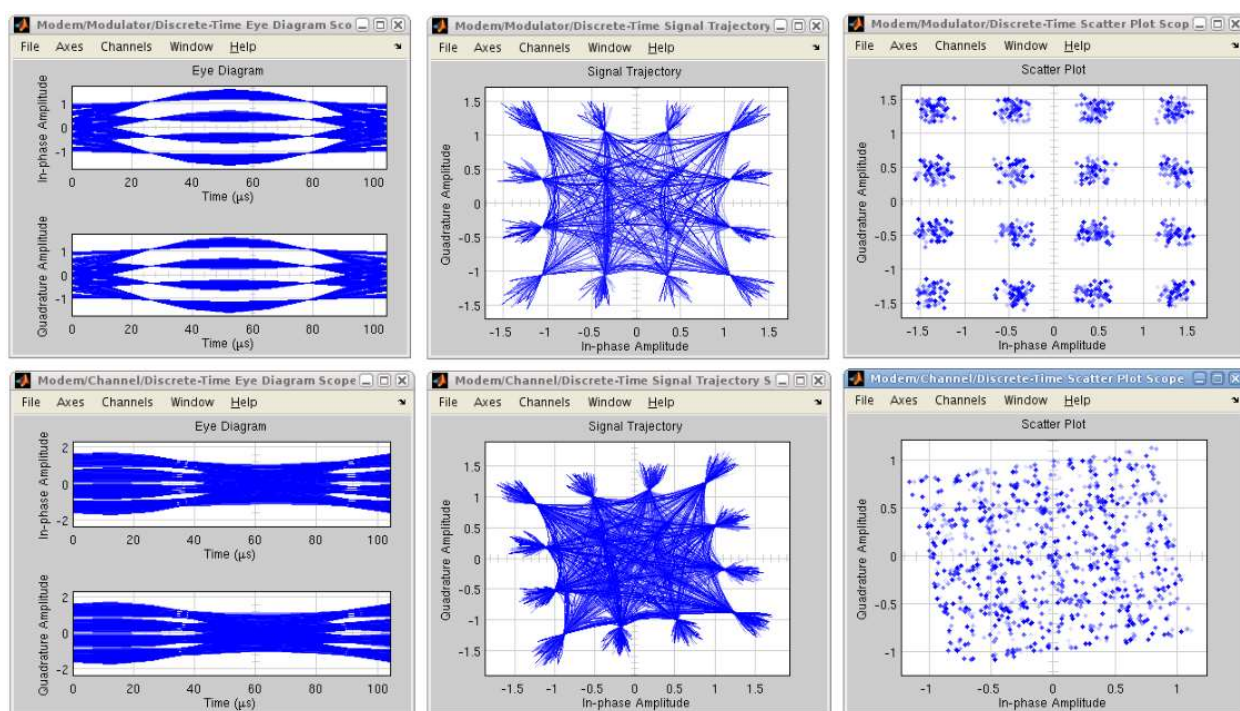 Modem/Modulator/Discrete-Time Eye Diagram Sco
File Axes Channels Window Help
Eye Diagram
In-phase Amplitude
1
0
-1
0 20 40 60 80 100
Time (μs)
Quadrature Amplitude
1
0
-1
0 20 40 60 80 100
Time (μs)
Modem/Modulator/Discrete-Time Signal Trajectory
File Axes Channels Window Help
Signal Trajectory
Quadrature Amplitude
1.5
1
0.5
0
-0.5
-1
-1.5
-1.5 -1 -0.5 0 0.5 1 1.5
In-phase Amplitude
Modem/Modulator/Discrete-Time Scatter Plot Scop
File Axes Channels Window Help
Scatter Plot
Quadrature Amplitude
1.5
1
0.5
0
-0.5
-1
-1.5
-1.5 -1 -0.5 0 0.5 1 1.5
In-phase Amplitude
Modem/Channel/Discrete-Time Eye Diagram Scope
File Axes Channels Window Help
Eye Diagram
In-phase Amplitude
2
0
-2
0 20 40 60 80 100
Time (μs)
Quadrature Amplitude
2
0
-2
0 20 40 60 80 100
Time (μs)
Modem/Channel/Discrete-Time Signal Trajectory S
File Axes Channels Window Help
Signal Trajectory
Quadrature Amplitude
1.5
1
0.5
0
-0.5
-1
-1.5
-1.5 -1 -0.5 0 0.5 1 1.5
In-phase Amplitude
Modem/Channel/Discrete-Time Scatter Plot Scope
File Axes Channels Window Help
Scatter Plot
Quadrature Amplitude
1
0.5
0
-0.5
-1
-1 -0.5 0 0.5 1
In-phase Amplitude